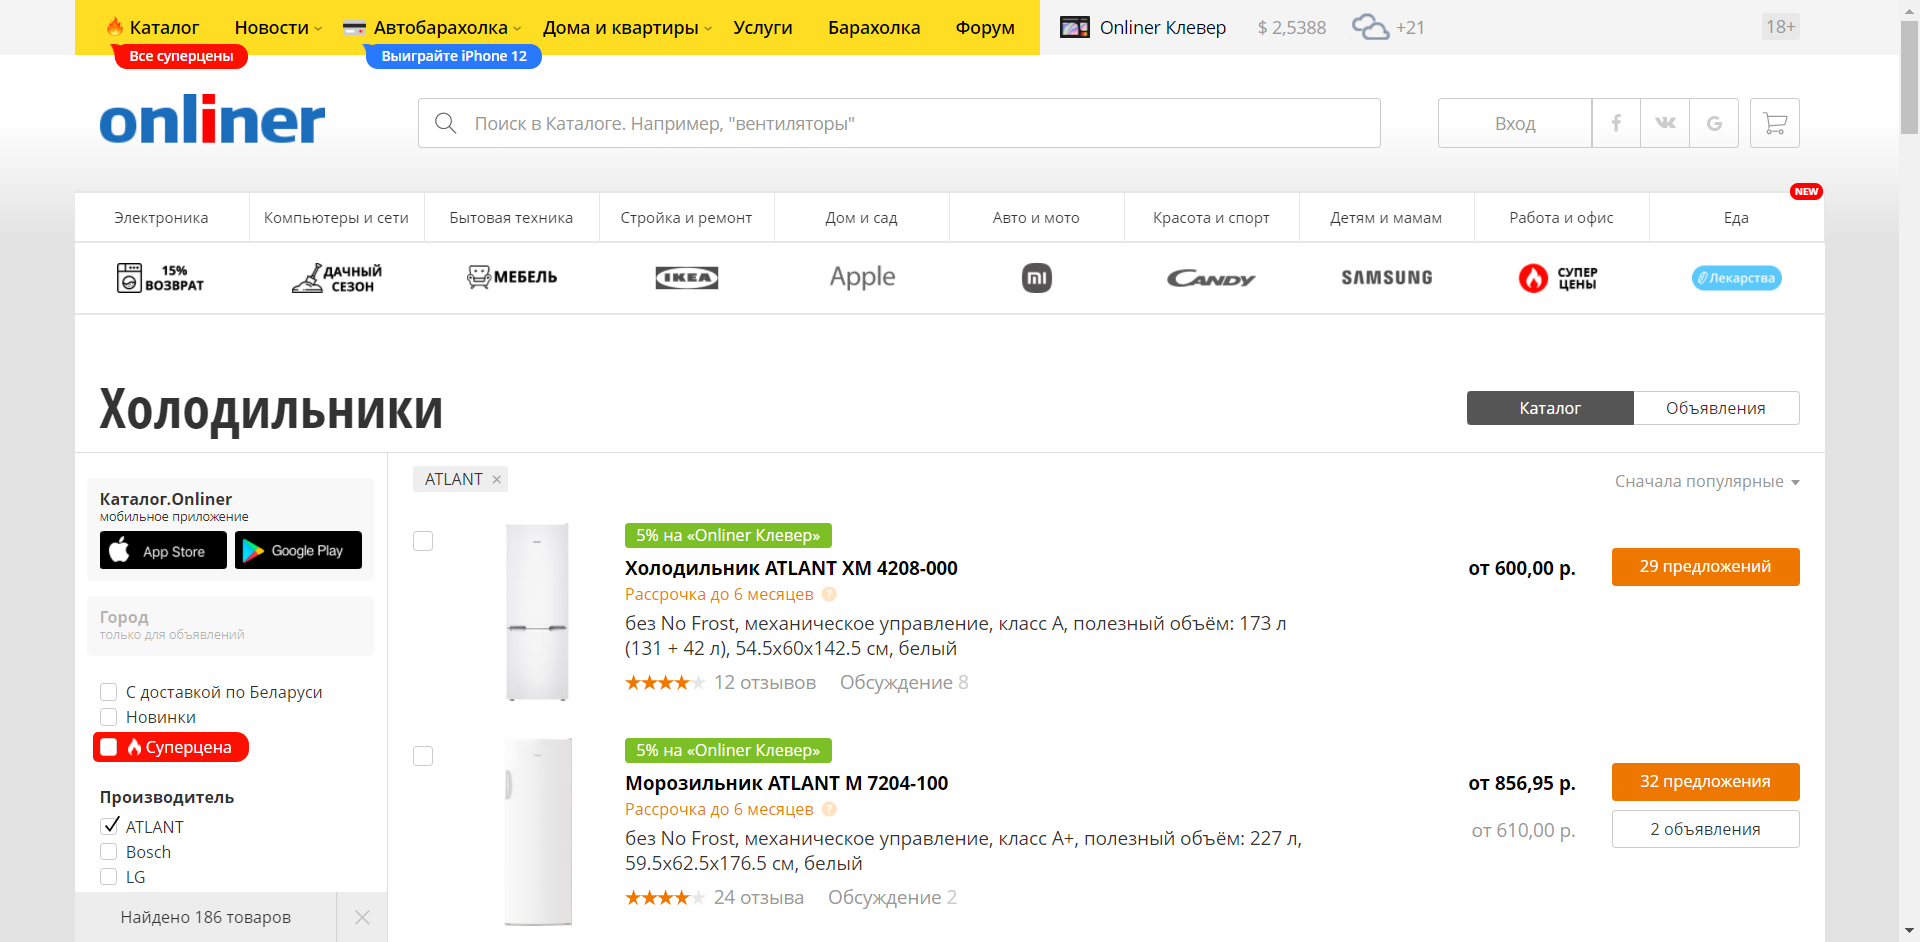 Каталог
Новости
Автобарахолка
Дома и квартиры
Услуги
Барахолка
Форум
Onliner Клевер
$ 2,5388
+21
18+
Все суперцены
Выиграйте iPhone 12
onliner
Поиск в Каталоге. Например, "вентиляторы"
Вход
f
G
NEW
Электроника
Компьютеры и сети
Бытовая техника
Стройка и ремонт
Дом и сад
Авто и мото
Красота и спорт
Детям и мамам
Работа и офис
Еда
15%
ВОЗВРАТ
ДАЧНЫЙ
СЕЗОН
МЕБЕЛЬ
IKEA
Apple
mi
CANDY
SAMSUNG
СУПЕР
ЦЕНЫ
Лекарства
Холодильники
Каталог
Объявления
Каталог.Onliner
мобильное приложение
App Store
Google Play
Город
только для объявлений
С доставкой по Беларуси
Новинки
Суперцена
Производитель
ATLANT
Bosch
LG
Найдено 186 товаров
ATLANT ×
Сначала популярные
5% на «Onliner Клевер»
Холодильник ATLANT ХМ 4208-000
Рассрочка до 6 месяцев ?
без No Frost, механическое управление, класс A, полезный объём: 173 л
(131 + 42 л), 54.5x60x142.5 см, белый
12 отзывов Обсуждение 8
от 600,00 р.
29 предложений
5% на «Onliner Клевер»
Морозильник ATLANT М 7204-100
Рассрочка до 6 месяцев ?
без No Frost, механическое управление, класс A+, полезный объём: 227 л,
59.5x62.5x176.5 см, белый
24 отзыва Обсуждение 2
от 856,95 р.
32 предложения
от 610,00 р.
2 объявления